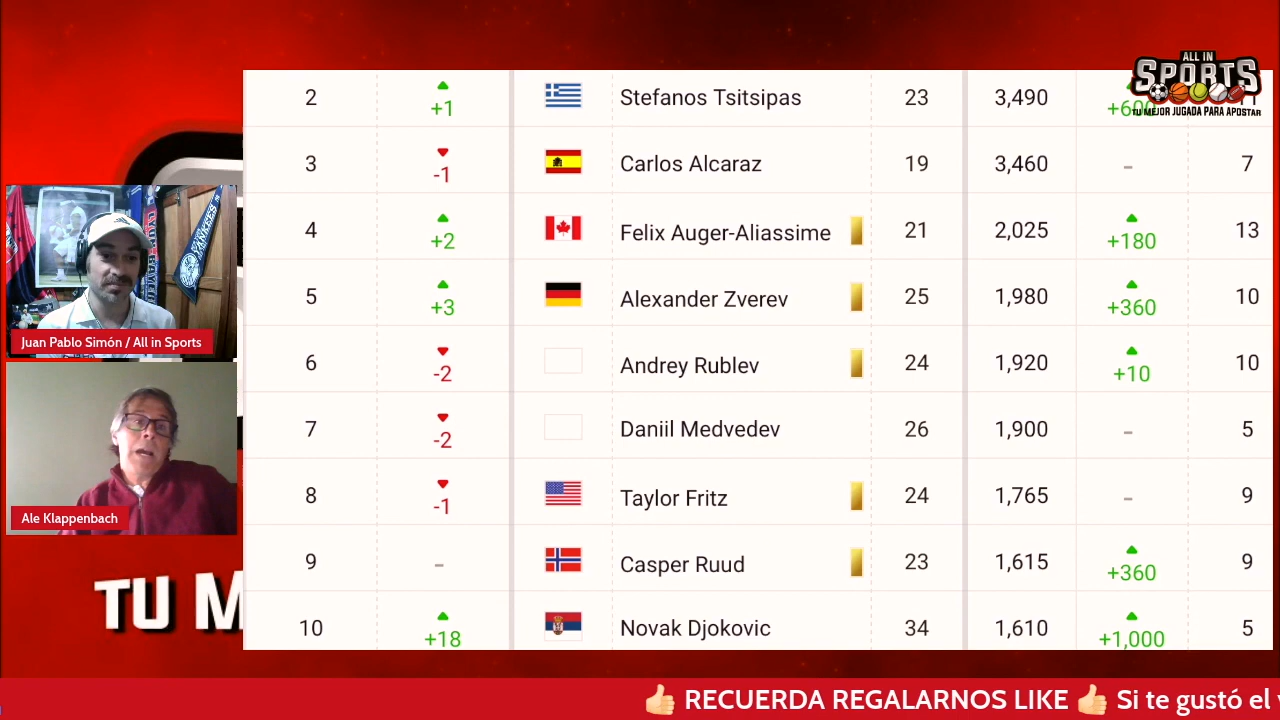 ALL IN
SPORTS
TU MEJOR JUGADA PARA APOSTAR
2 +1 Stefanos Tsitsipas 23 3,490
3 -1 Carlos Alcaraz 19 3,460 - 7
4 +2 Felix Auger-Aliassime 21 2,025 +180 13
5 +3 Alexander Zverev 25 1,980 +360 10
6 -2 Andrey Rublev 24 1,920 +10 10
7 -2 Daniil Medvedev 26 1,900 - 5
8 -1 Taylor Fritz 24 1,765 - 9
9 - Casper Ruud 23 1,615 +360 9
10 +18 Novak Djokovic 34 1,610 +1,000 5
YANKEES
Juan Pablo Simón / All in Sports
Ale Klappenbach
TU M
👍🏻 RECUERDA REGALARNOS LIKE 👍🏻 Si te gustó el